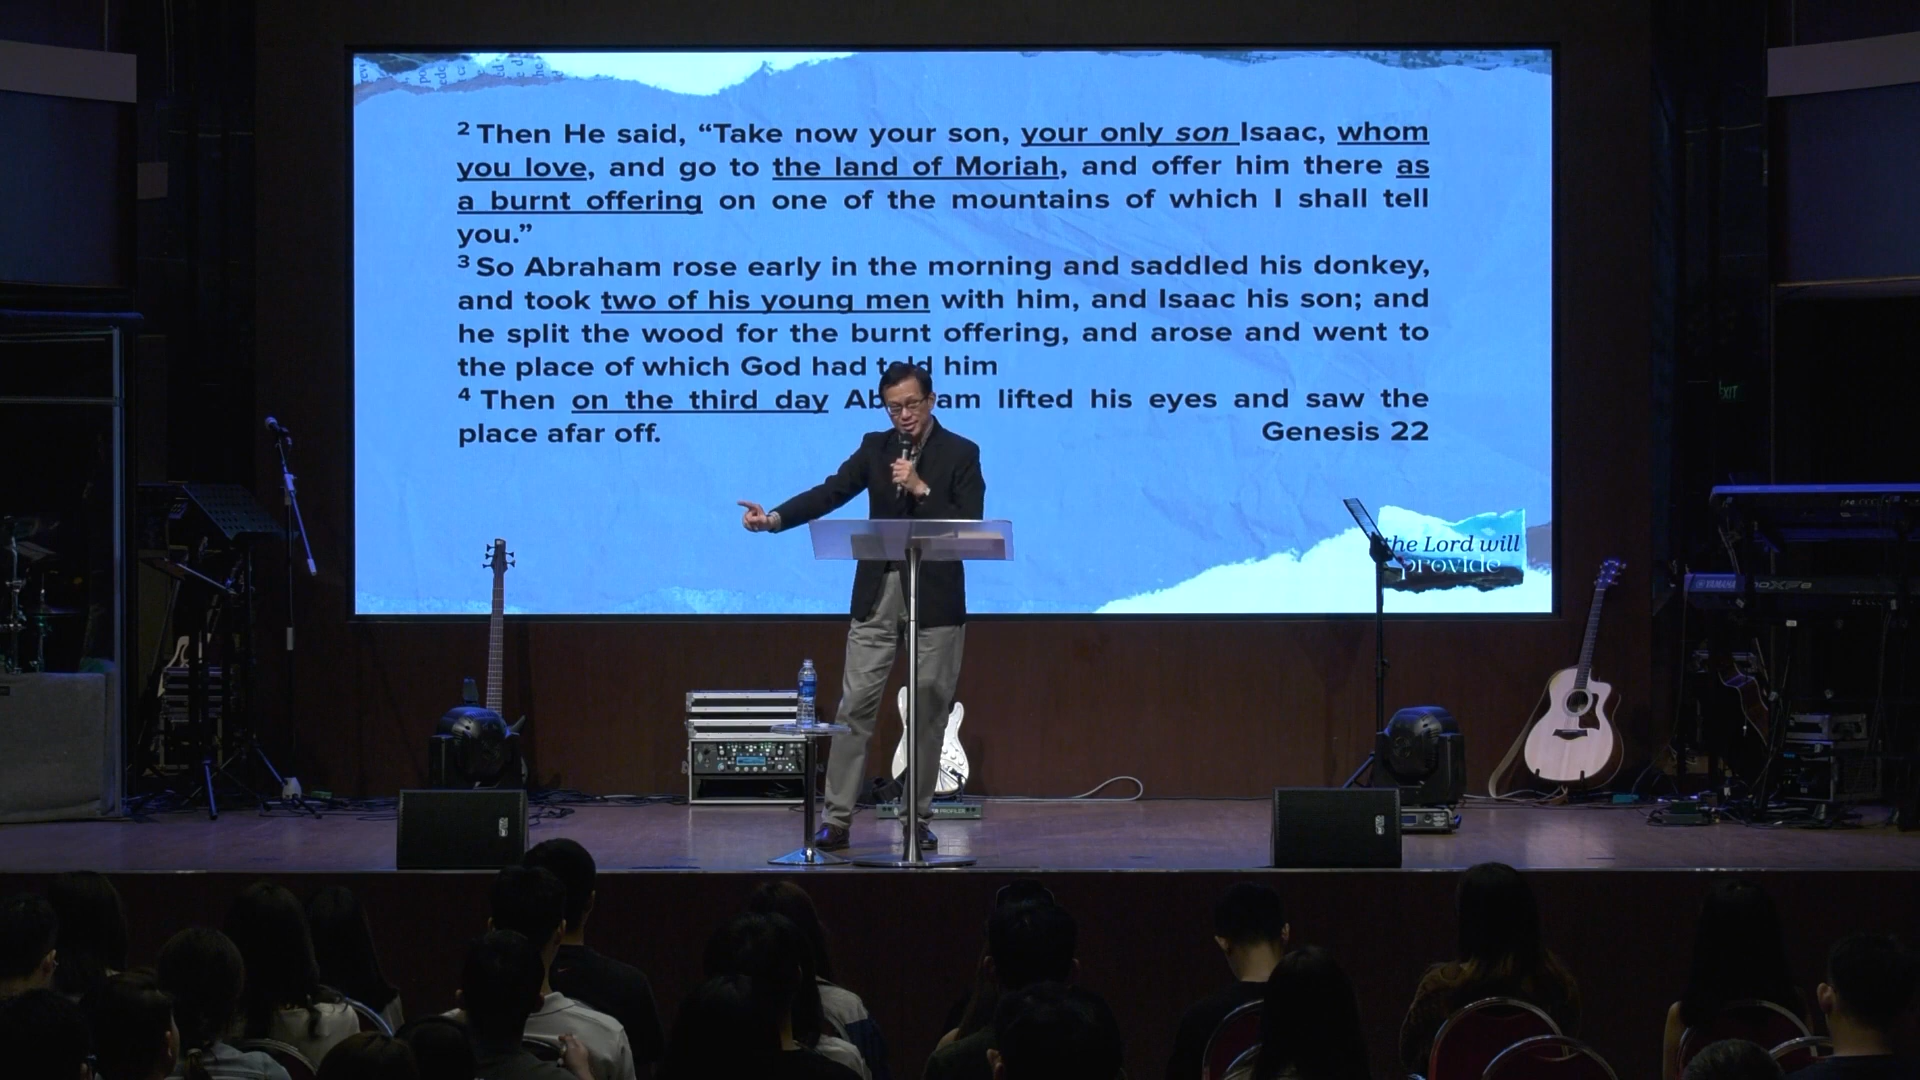 ² Then He said, “Take now your son, your only son Isaac, whom
you love, and go to the land of Moriah, and offer him there as
a burnt offering on one of the mountains of which I shall tell
you.”
³ So Abraham rose early in the morning and saddled his donkey,
and took two of his young men with him, and Isaac his son; and
he split the wood for the burnt offering, and arose and went to
the place of which God had told him
⁴ Then on the third day Abraham lifted his eyes and saw the
place afar off.
Genesis 22
the Lord will
provide
EXIT
YAMAHA